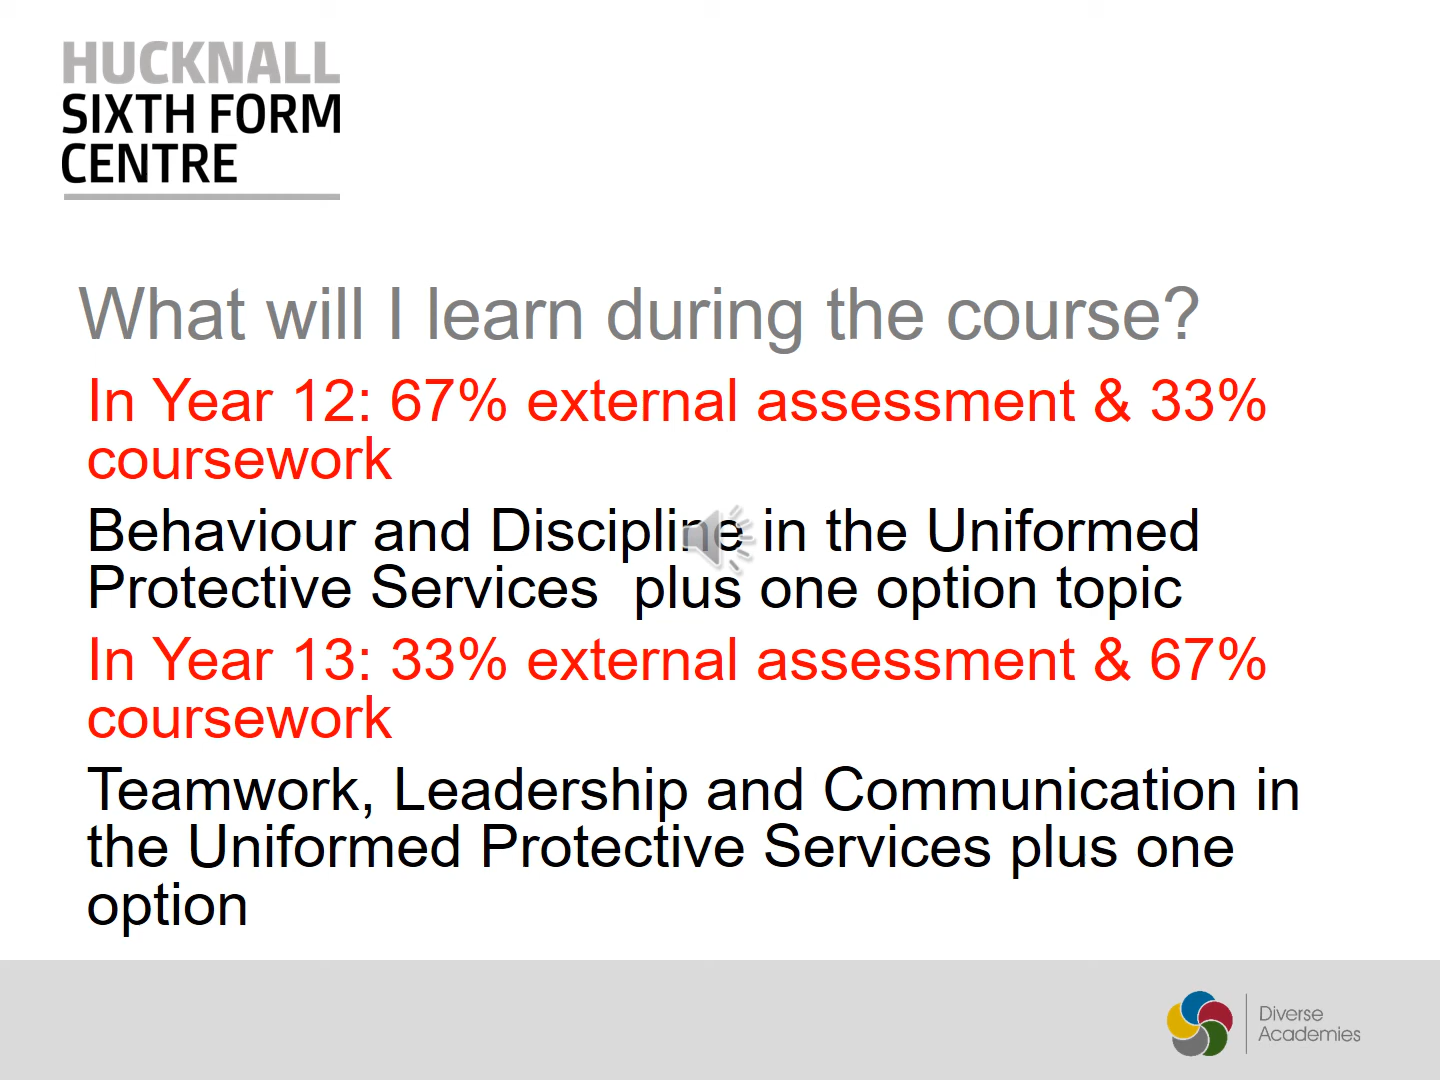 HUCKNALL
SIXTH FORM
CENTRE
What will I learn during the course?
In Year 12: 67% external assessment & 33%
coursework
Behaviour and Discipline in the Uniformed
Protective Services  plus one option topic
In Year 13: 33% external assessment & 67%
coursework
Teamwork, Leadership and Communication in
the Uniformed Protective Services plus one
option
Diverse
Academies